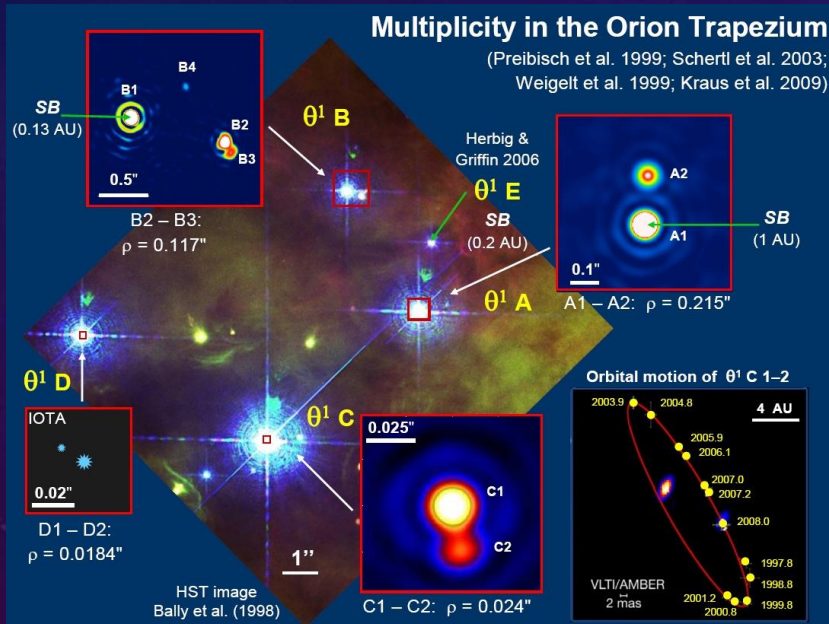 Multiplicity in the Orion Trapezium
(Preibisch et al. 1999; Schertl et al. 2003;
Weigelt et al. 1999; Kraus et al. 2009)
B4
B1
SB
(0.13 AU)
B2
B3
0.5"
B2 – B3:
ρ = 0.117"
θ¹ B
Herbig &
Griffin 2006
θ¹ E
SB
(0.2 AU)
A2
A1
SB
(1 AU)
0.1"
A1 – A2: ρ = 0.215"
θ¹ A
θ¹ D
IOTA
0.02"
D1 – D2:
ρ = 0.0184"
θ¹ C
1’’
HST image
Bally et al. (1998)
0.025"
C1
C2
C1 – C2: ρ = 0.024"
Orbital motion of θ¹ C 1–2
2003.9
2004.8
4 AU
2005.9
2006.1
2007.0
2007.2
2008.0
1997.8
1998.8
1999.8
2001.2
2000.8
VLTI/AMBER
2 mas